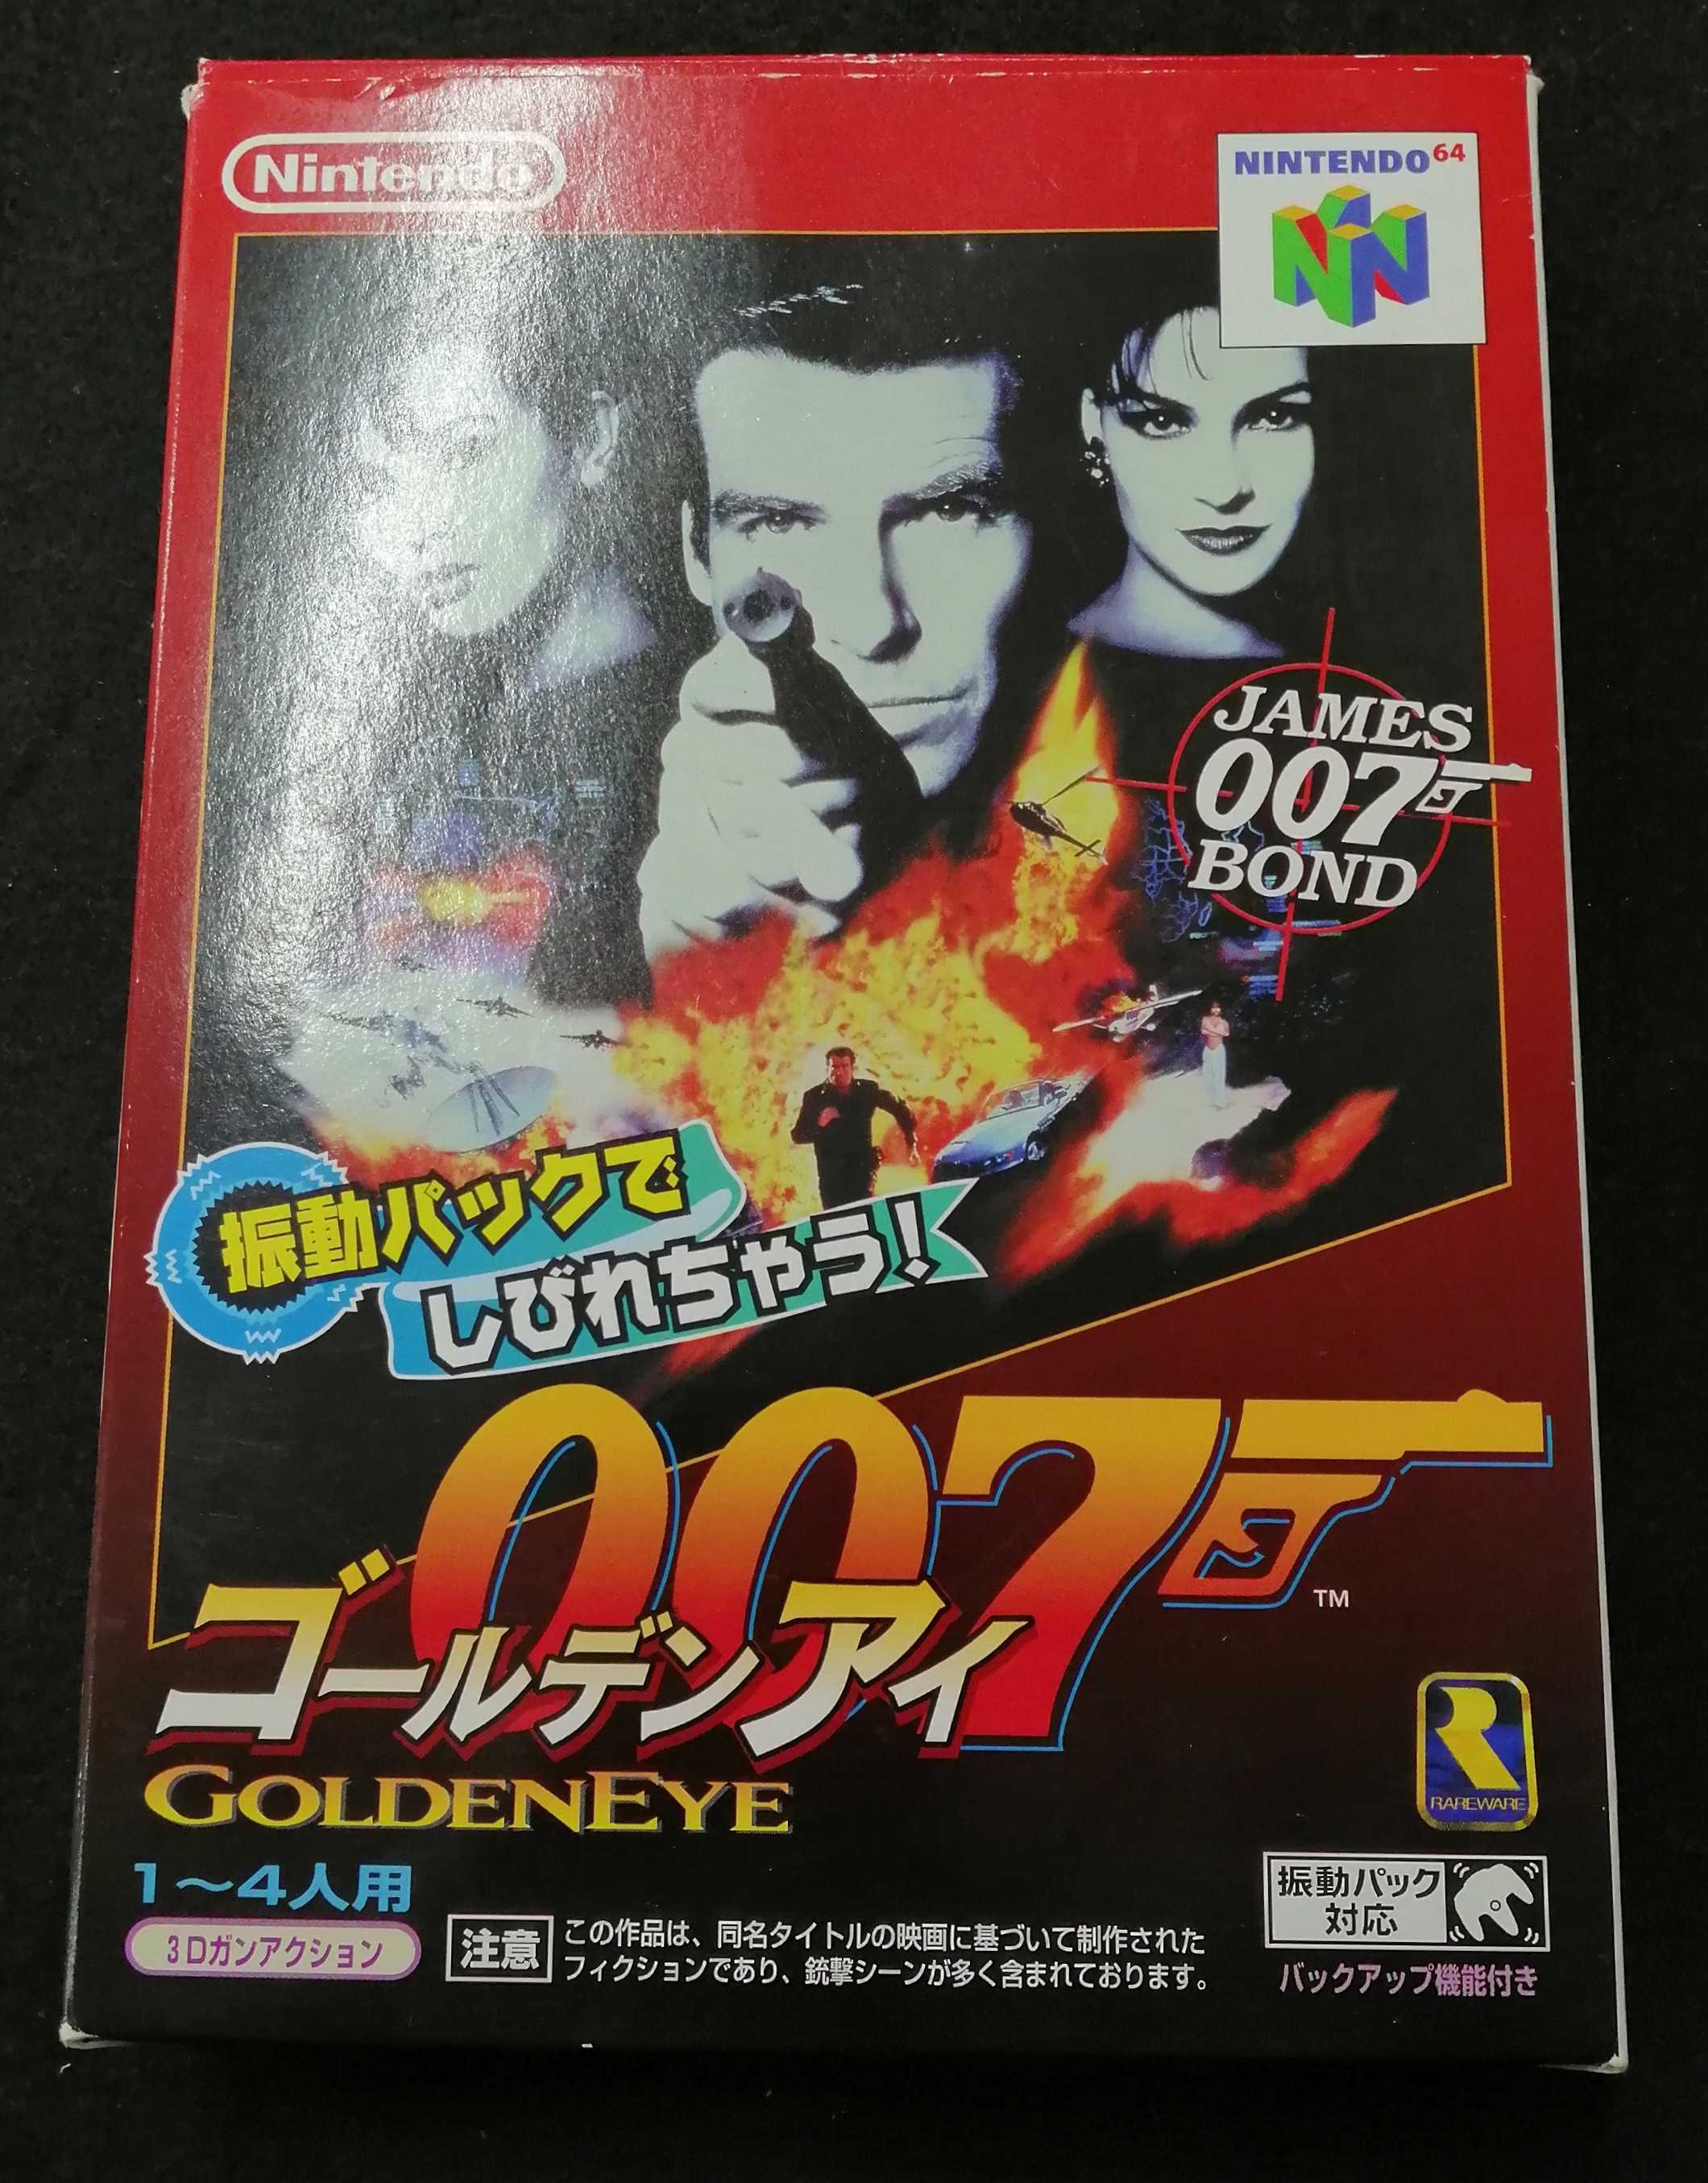 Nintendo
NINTENDO64
JAMES
007
BOND
振動パックで
しびれちゃう!
007
TM
ゴールデンアイ
GOLDENEYE
RAREWARE
1〜4人用
3Dガンアクション
注意
この作品は、同名タイトルの映画に基づいて制作された
フィクションであり、銃撃シーンが多く含まれております。
振動パック
対応
バックアップ機能付き